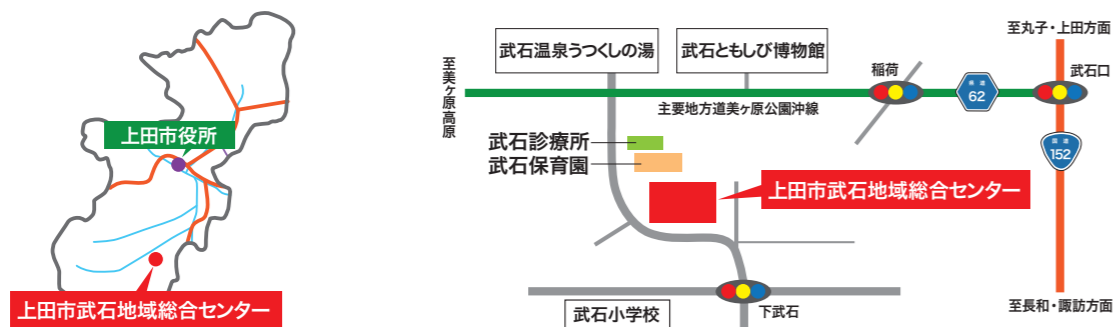 上田市役所
上田市武石地域総合センター
至丸子・上田方面
武石温泉うつくしの湯
武石ともしび博物館
稲荷
武石口
至美ヶ原高原
県道
62
主要地方道美ヶ原公園沖線
武石診療所
武石保育園
国道
152
上田市武石地域総合センター
武石小学校
下武石
至長和・諏訪方面